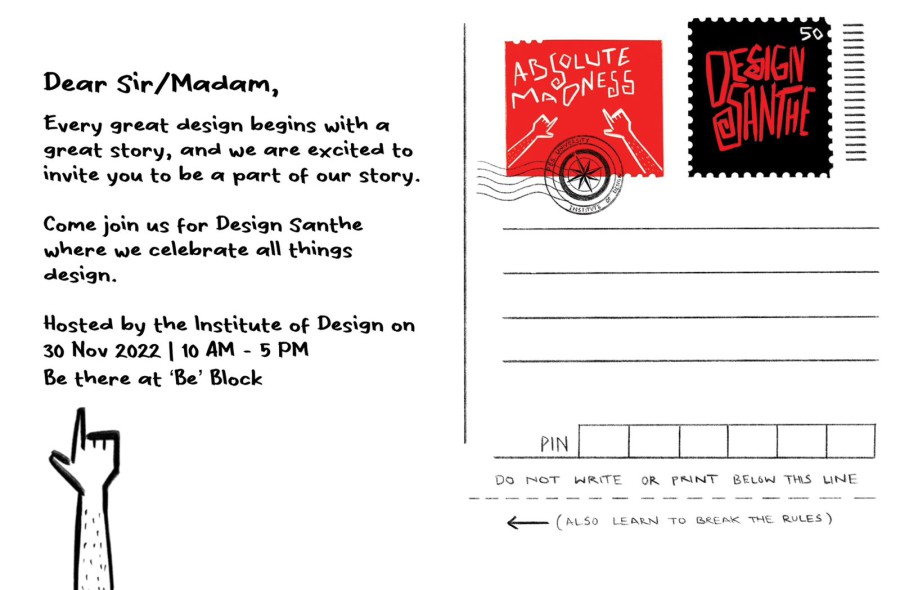 Dear Sir/Madam,
Every great design begins with a
great story, and we are excited to
invite you to be a part of our story.
Come join us for Design Santhe
where we celebrate all things
design.
Hosted by the Institute of Design on
30 Nov 2022 | 10 AM - 5 PM
Be there at ‘Be’ Block
ABSOLUTE
MADNESS
50
DESIGN
SANTHE
UNIVERSITY
INSTITUTE OF DESIGN
PIN
DO NOT WRITE OR PRINT BELOW THIS LINE
(ALSO LEARN TO BREAK THE RULES)